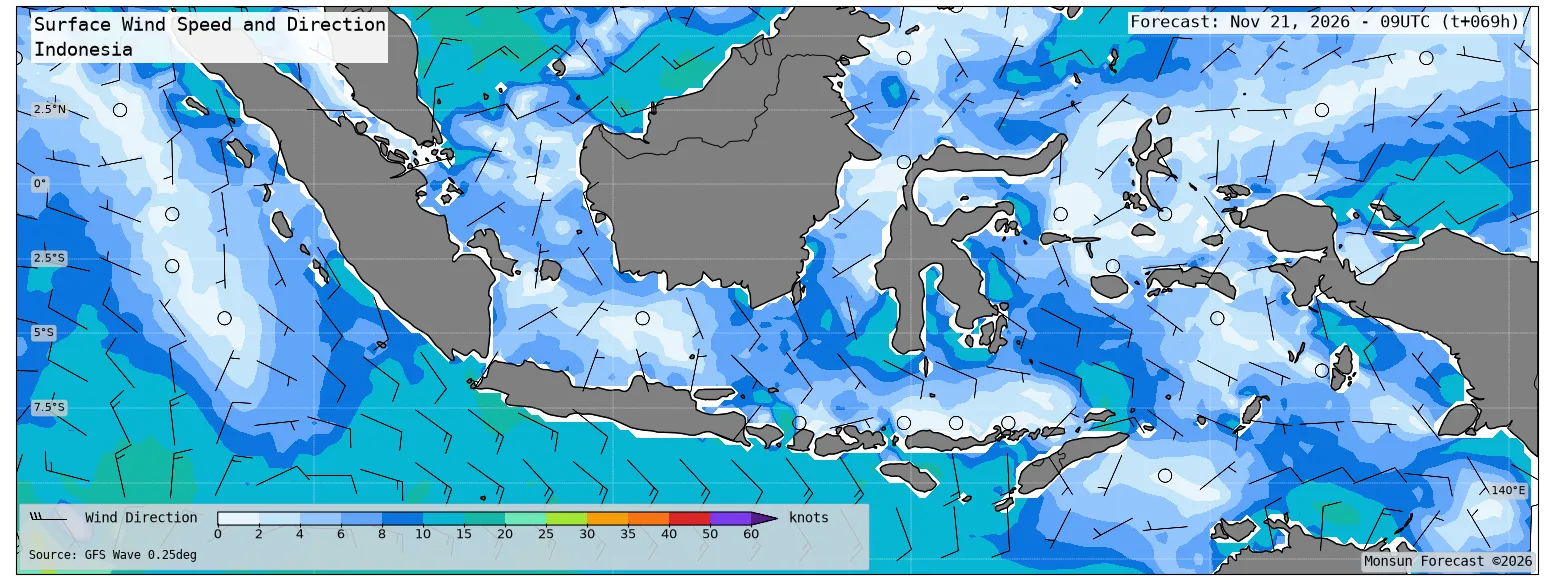 Surface Wind Speed and Direction
Indonesia
Forecast: Nov 21, 2026 - 09UTC (t+069h)
2.5°N
0°
2.5°S
5°S
7.5°S
140°E
Wind Direction
0 2 4 6 8 10 15 20 25 30 35 40 50 60
knots
Source: GFS Wave 0.25deg
Monsun Forecast ©2026